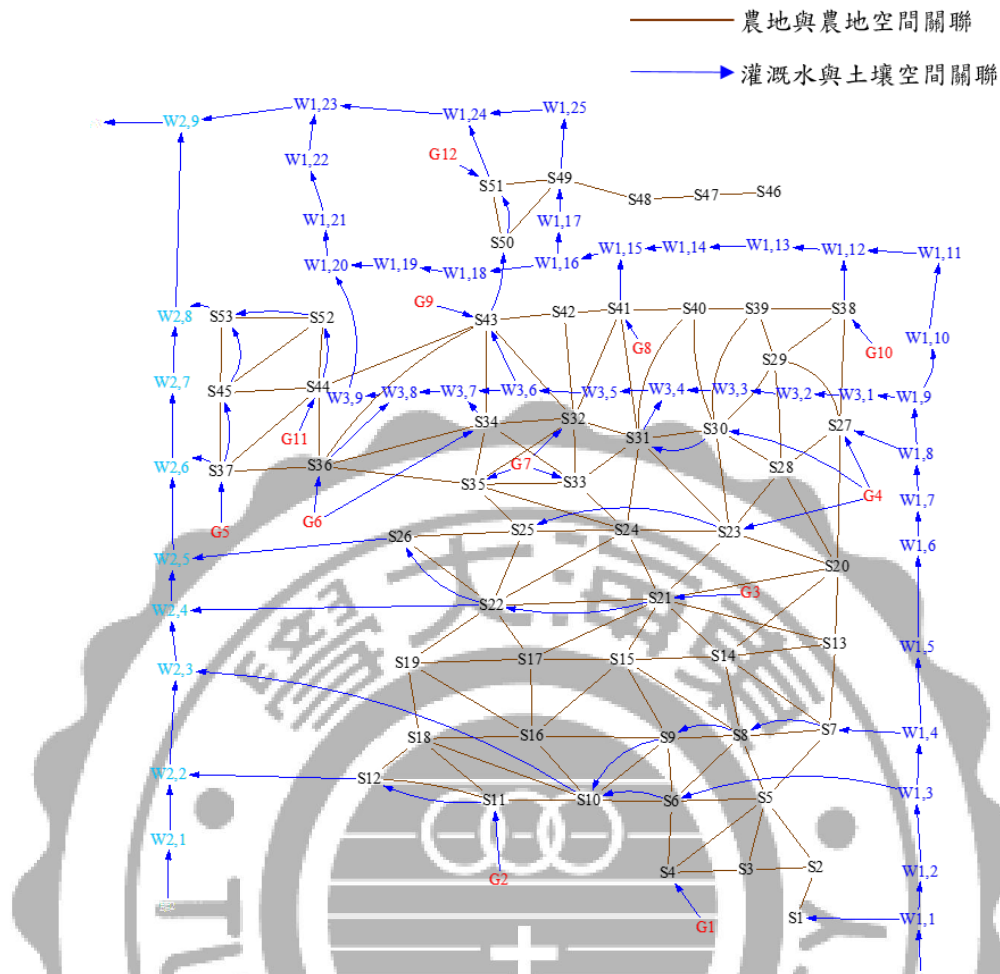 農地與農地空間關聯
灌溉水與土壤空間關聯
W1,23 W1,24 W1,25
W2,9
G12 W1,22
S51 S49 S48 S47 S46
W1,21 W1,17
S50
W1,20 W1,19 W1,18 W1,16 W1,15 W1,14 W1,13 W1,12 W1,11
G9
W2,8 S53 S52 S43 S42 S41 S40 S39 S38
G8 G10 W1,10
S29
W2,7 S45 S44 W3,9 W3,8 W3,7 W3,6 W3,5 W3,4 W3,3 W3,2 W3,1 W1,9
G11 S34 S32 S31 S30 S27
W2,6 S37 S36 G7 S28 W1,8
S35 S33 G4 W1,7
G5 G6
S26 S25 S24 S23 W1,6
W2,5 S20
W2,4 S22 S21 G3
W2,3 S19 S17 S15 S14 S13 W1,5
S18 S16 S9 S8 S7 W1,4
W2,2 S12 S11 S10 S6 S5 W1,3
W2,1
G2 S4 S3 S2 W1,2
G1 S1 W1,1
學大海臺